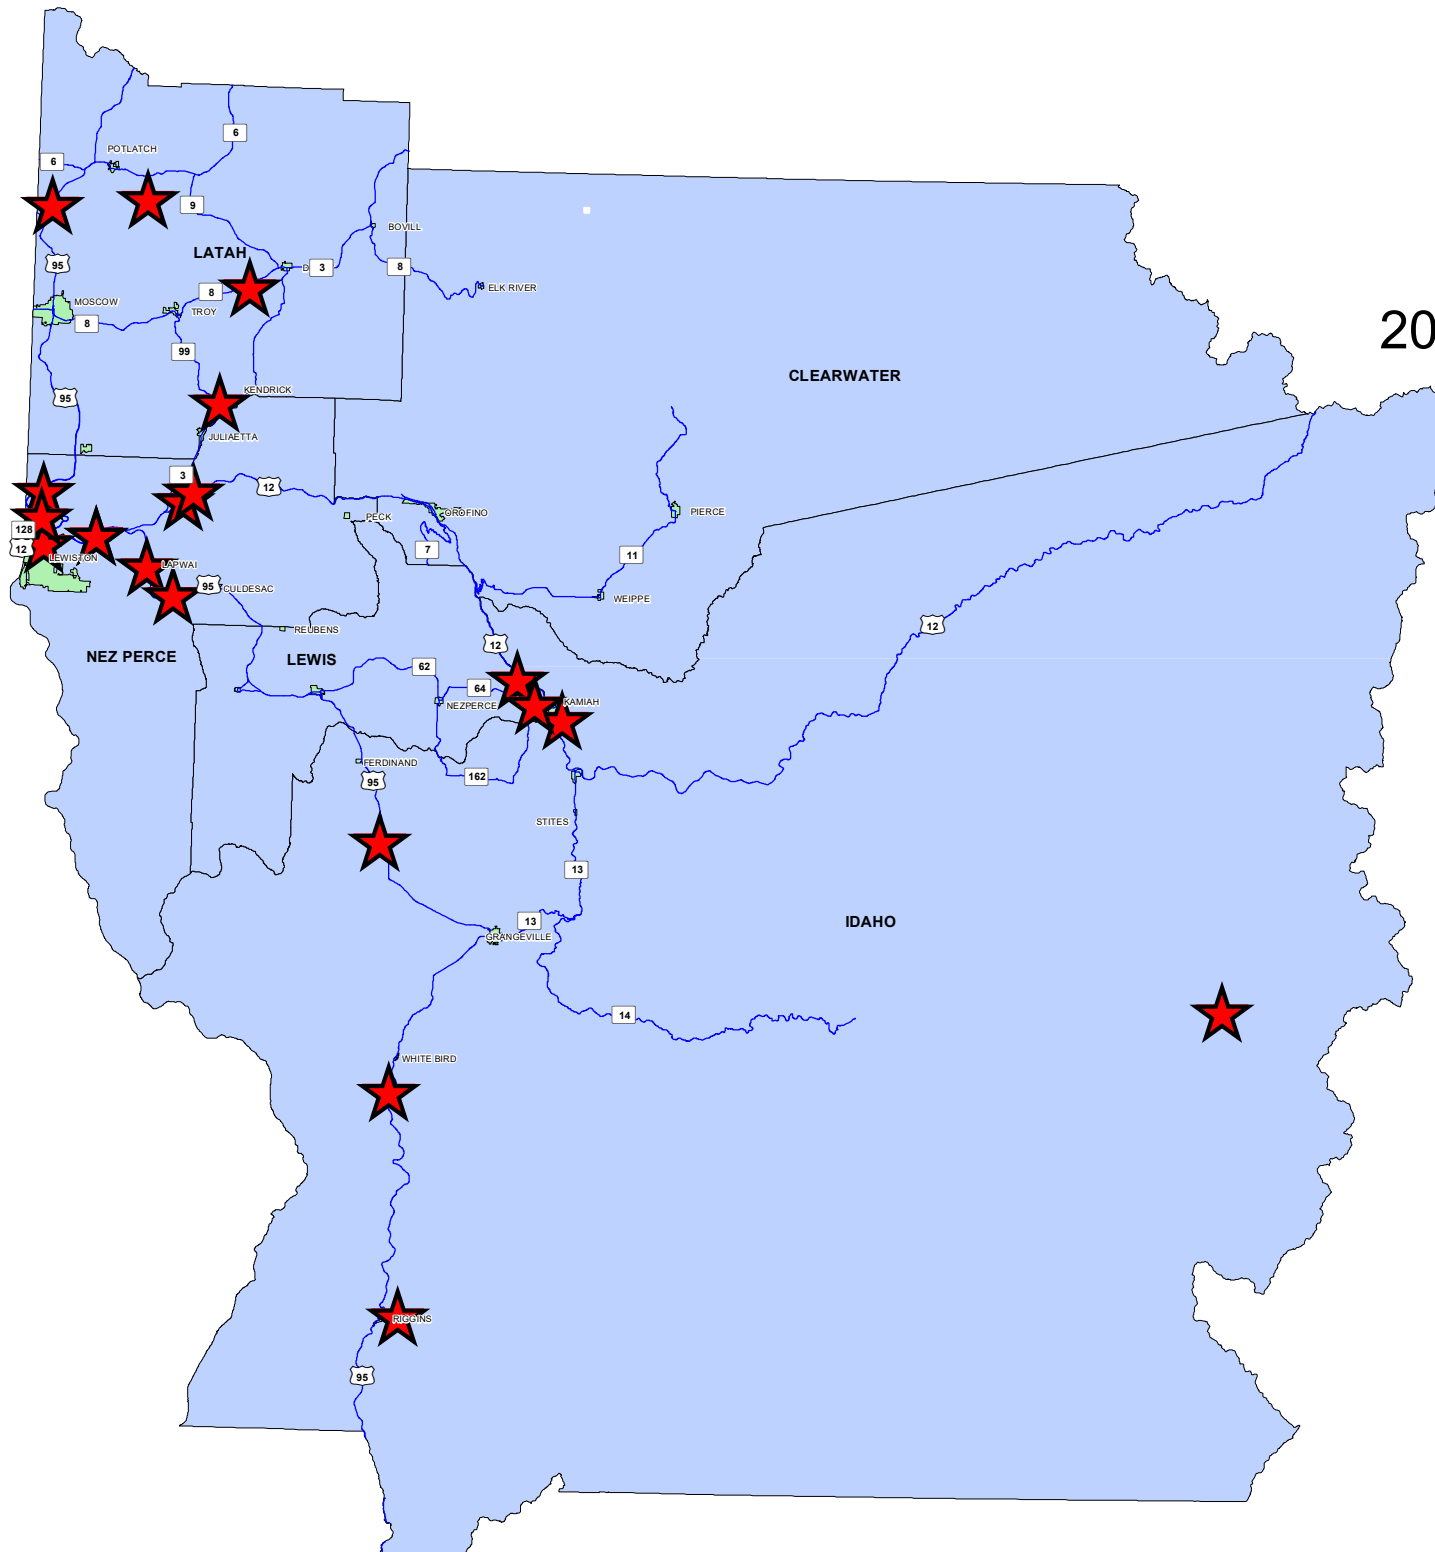 6
POTLATCH
6
9
BOVILL
LATAH
95
D
3
8
ELK RIVER
8
MOSCOW
TROY
8
20
99
CLEARWATER
95
KENDRICK
JULIAETTA
3
12
128
PECK
OROFINO
PIERCE
12
LEWISTON
7
11
LAPWAI
95
CULDESAC
WEIPPE
REUBENS
12
12
NEZ PERCE
LEWIS
62
64
NEZPERCE
KAMIAH
FERDINAND
95
162
STITES
13
13
GRANGEVILLE
IDAHO
14
WHITE BIRD
RIGGINS
95